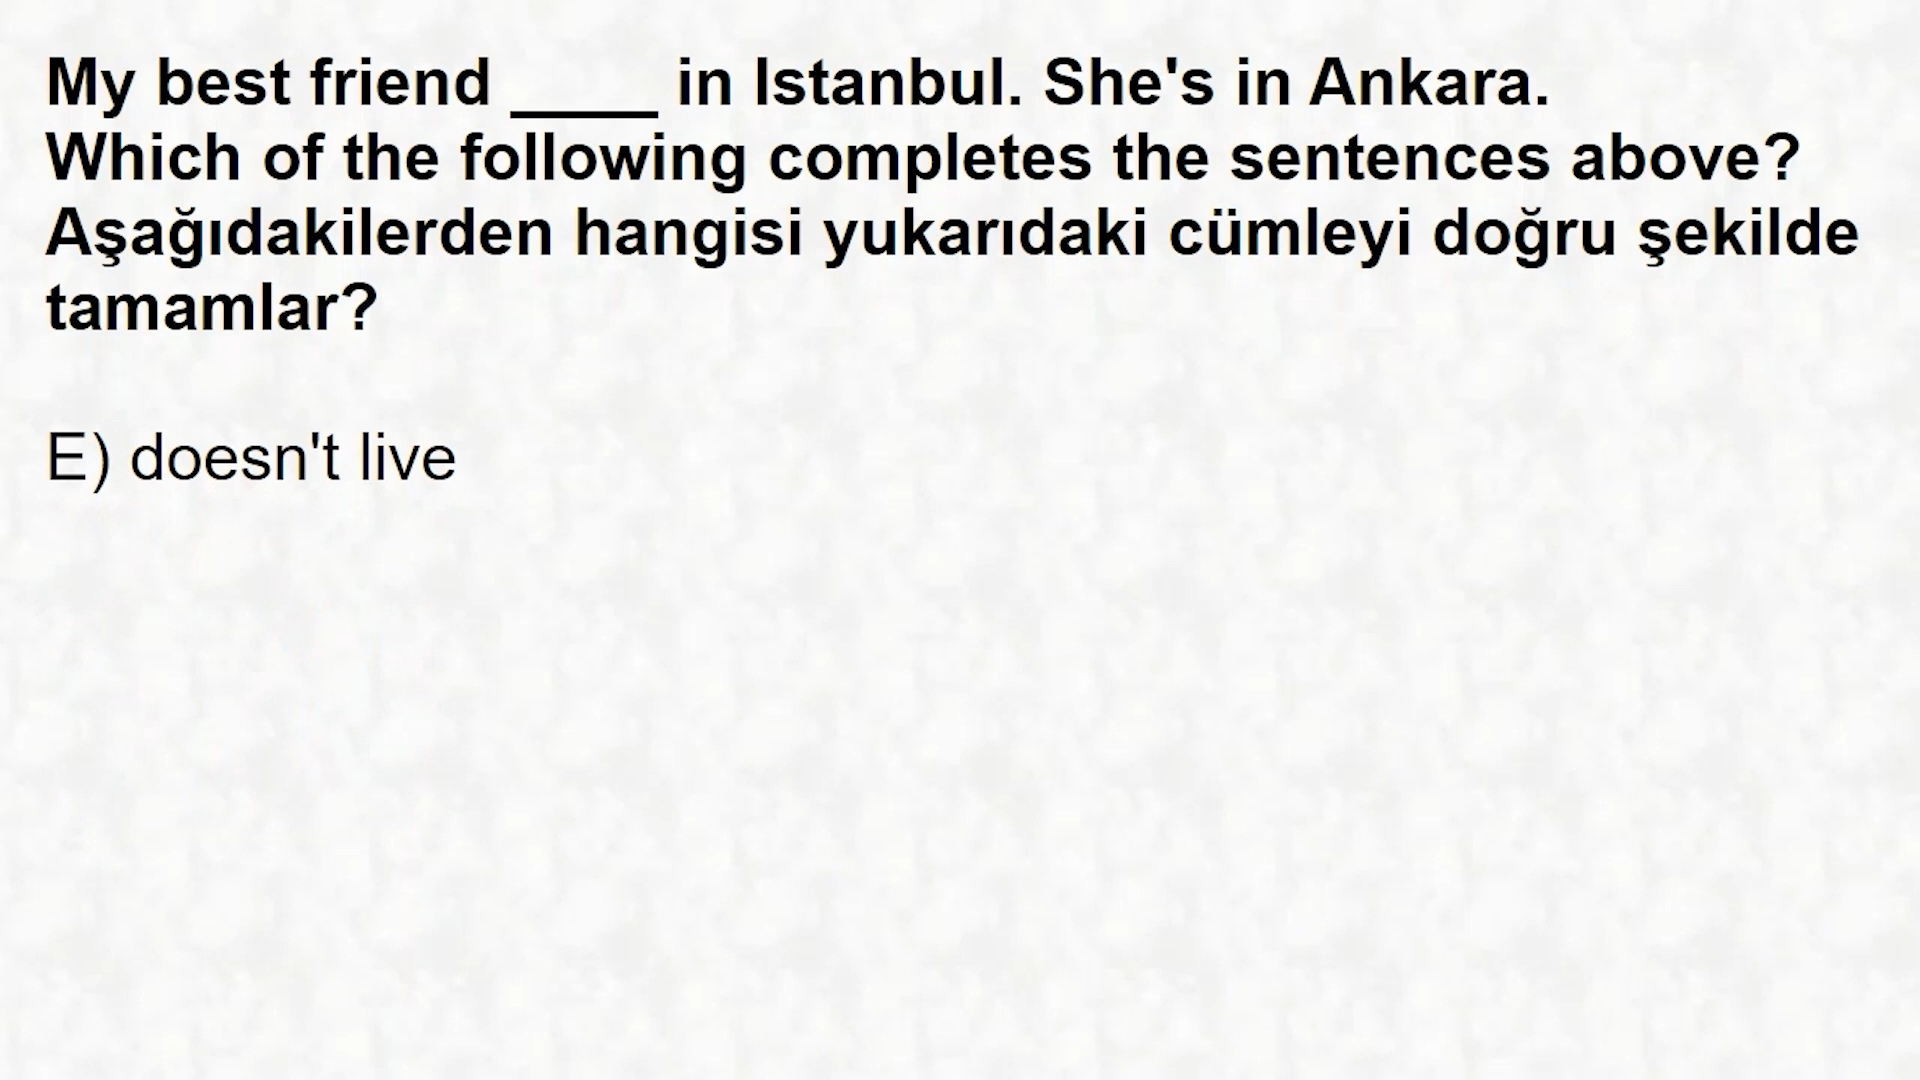 My best friend ____ in Istanbul. She's in Ankara.
Which of the following completes the sentences above?
Aşağıdakilerden hangisi yukarıdaki cümleyi doğru şekilde
tamamlar?
E) doesn't live